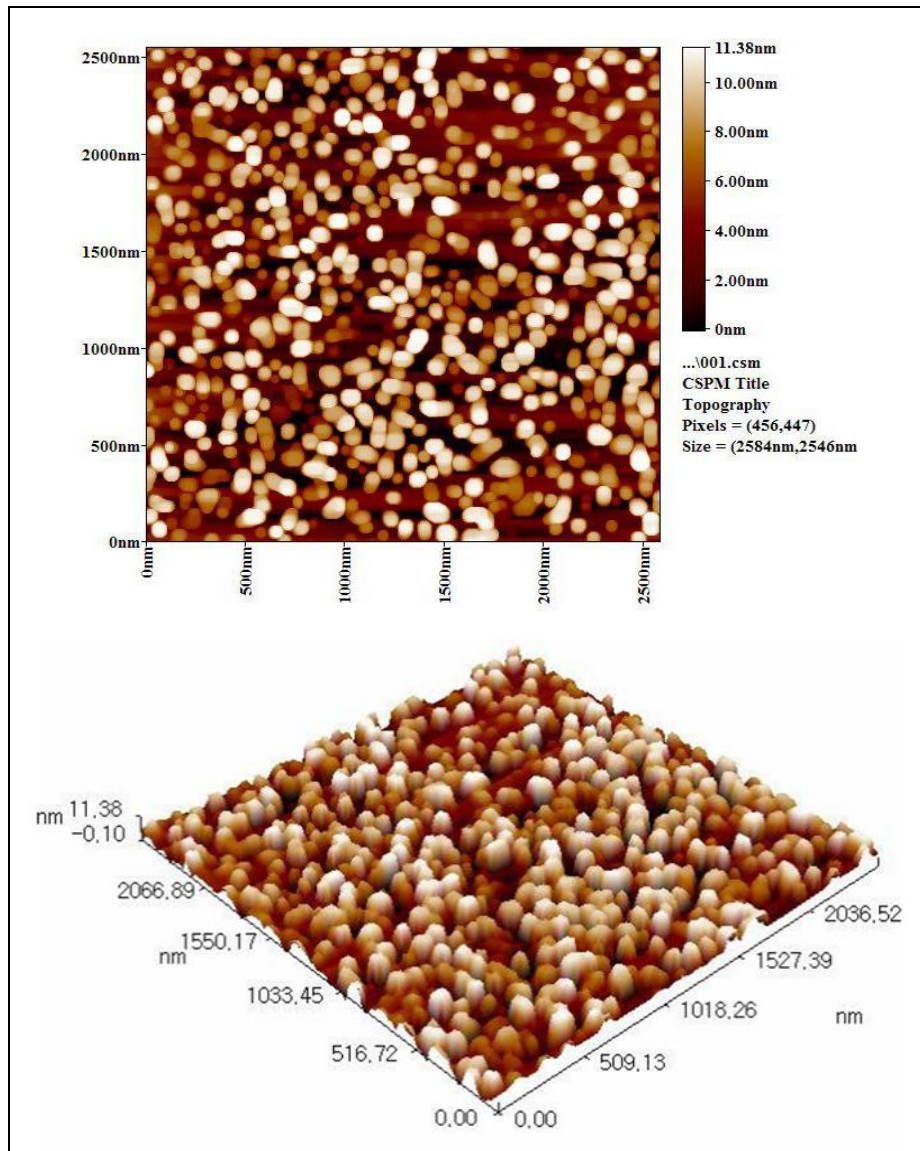 2500nm
2000nm
1500nm
1000nm
500nm
0nm
0nm
500nm
1000nm
1500nm
2000nm
2500nm
11.38nm
10.00nm
8.00nm
6.00nm
4.00nm
2.00nm
0nm
...\001.csm
CSPM Title
Topography
Pixels = (456,447)
Size = (2584nm,2546nm
nm 11.38
-0.10
2066.89
1550.17
nm
1033.45
516.72
0.00
0.00
509.13
1018.26
nm
1527.39
2036.52